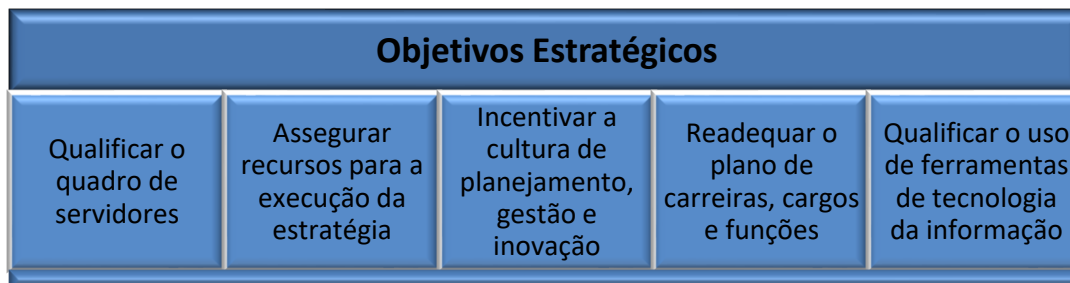 Objetivos Estratégicos
Qualificar o
quadro de
servidores
Assegurar
recursos para a
execução da
estratégia
Incentivar a
cultura de
planejamento,
gestão e
inovação
Readequar o
plano de
carreiras, cargos
e funções
Qualificar o uso
de ferramentas
de tecnologia
da informação